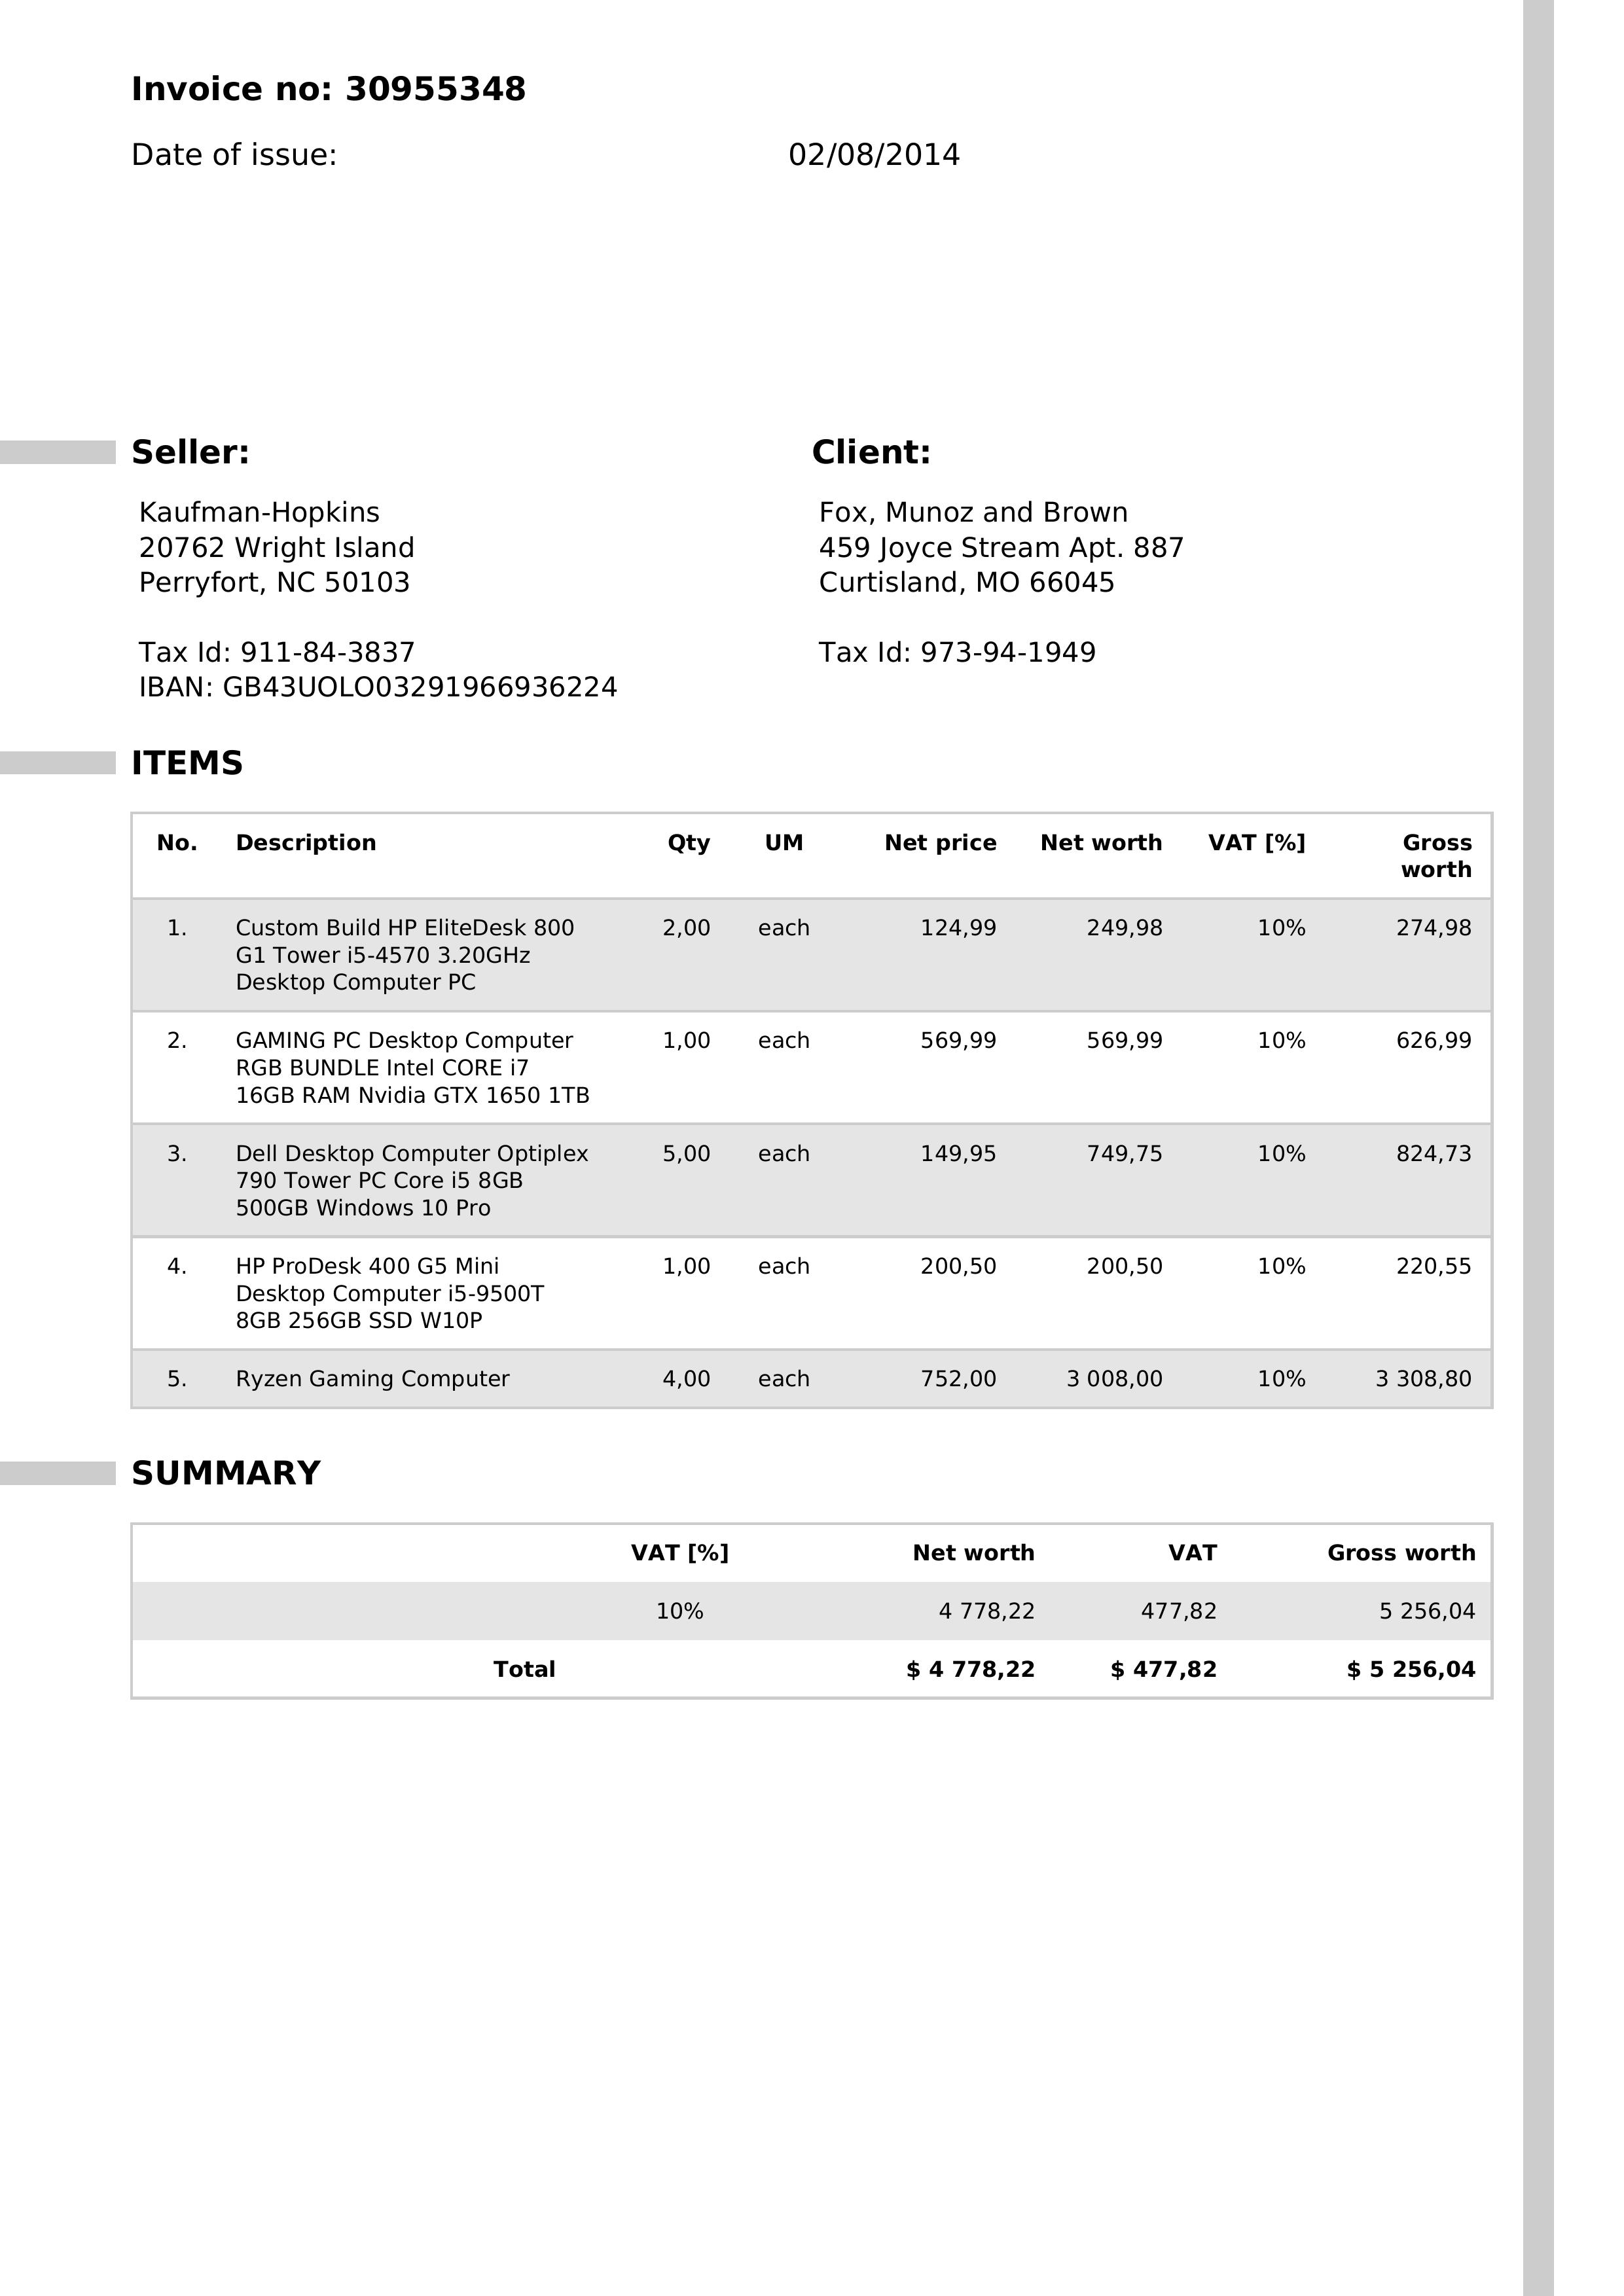 Invoice no: 30955348
Date of issue: 02/08/2014
Seller:
Kaufman-Hopkins
20762 Wright Island
Perryfort, NC 50103
Tax Id: 911-84-3837
IBAN: GB43UOLO03291966936224
Client:
Fox, Munoz and Brown
459 Joyce Stream Apt. 887
Curtisland, MO 66045
Tax Id: 973-94-1949
ITEMS
No. Description Qty UM Net price Net worth VAT [%] Gross
worth
1. Custom Build HP EliteDesk 800 2,00 each 124,99 249,98 10% 274,98
G1 Tower i5-4570 3.20GHz
Desktop Computer PC
2. GAMING PC Desktop Computer 1,00 each 569,99 569,99 10% 626,99
RGB BUNDLE Intel CORE i7
16GB RAM Nvidia GTX 1650 1TB
3. Dell Desktop Computer Optiplex 5,00 each 149,95 749,75 10% 824,73
790 Tower PC Core i5 8GB
500GB Windows 10 Pro
4. HP ProDesk 400 G5 Mini 1,00 each 200,50 200,50 10% 220,55
Desktop Computer i5-9500T
8GB 256GB SSD W10P
5. Ryzen Gaming Computer 4,00 each 752,00 3 008,00 10% 3 308,80
SUMMARY
VAT [%] Net worth VAT Gross worth
10% 4 778,22 477,82 5 256,04
Total $ 4 778,22 $ 477,82 $ 5 256,04